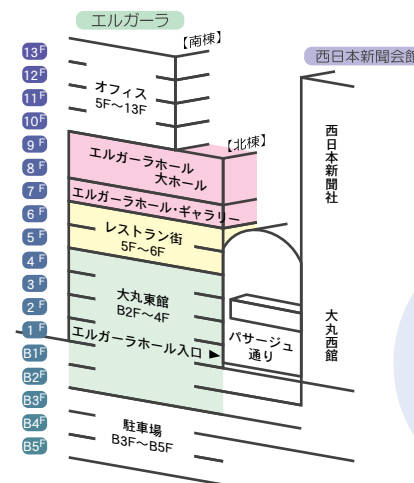 エルガーラ
【南棟】
西日本新聞会館
13F
12F
11F
10F
9F
8F
7F
6F
5F
4F
3F
2F
1F
B1F
B2F
B3F
B4F
B5F
オフィス
5F〜13F
【北棟】
エルガーラホール
大ホール
エルガーラホール・ギャラリー
レストラン街
5F〜6F
大丸東館
B2F〜4F
エルガーラホール入口 ▶
パサージュ
通り
西日本新聞社
大丸西館
駐車場
B3F〜B5F